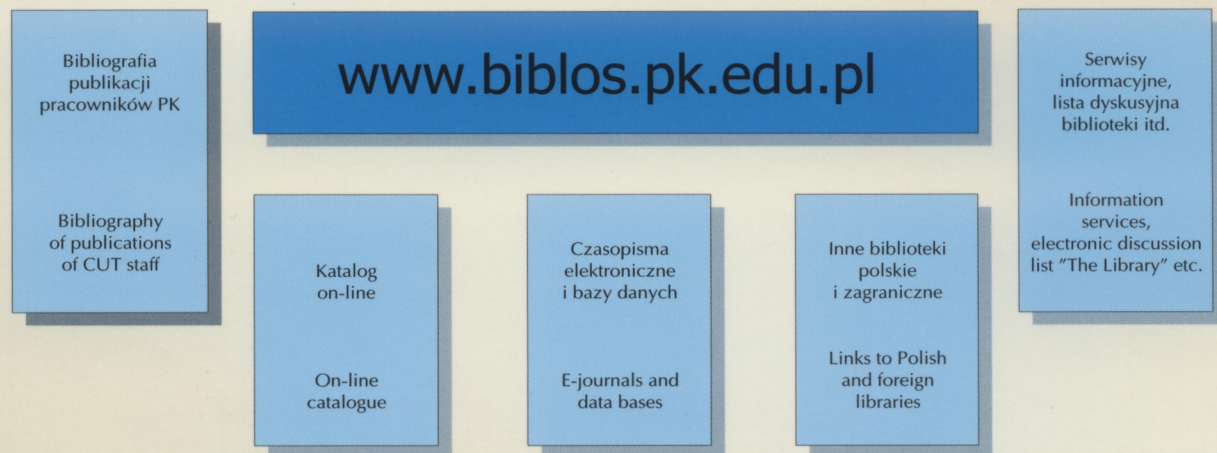 Bibliografia
publikacji
pracowników PK
Bibliography
of publications
of CUT staff
www.biblos.pk.edu.pl
Serwisy
informacyjne,
lista dyskusyjna
biblioteki itd.
Information
services,
electronic discussion
list "The Library" etc.
Katalog
on-line
On-line
catalogue
Czasopisma
elektroniczne
i bazy danych
E-journals and
data bases
Inne biblioteki
polskie
i zagraniczne
Links to Polish
and foreign
libraries